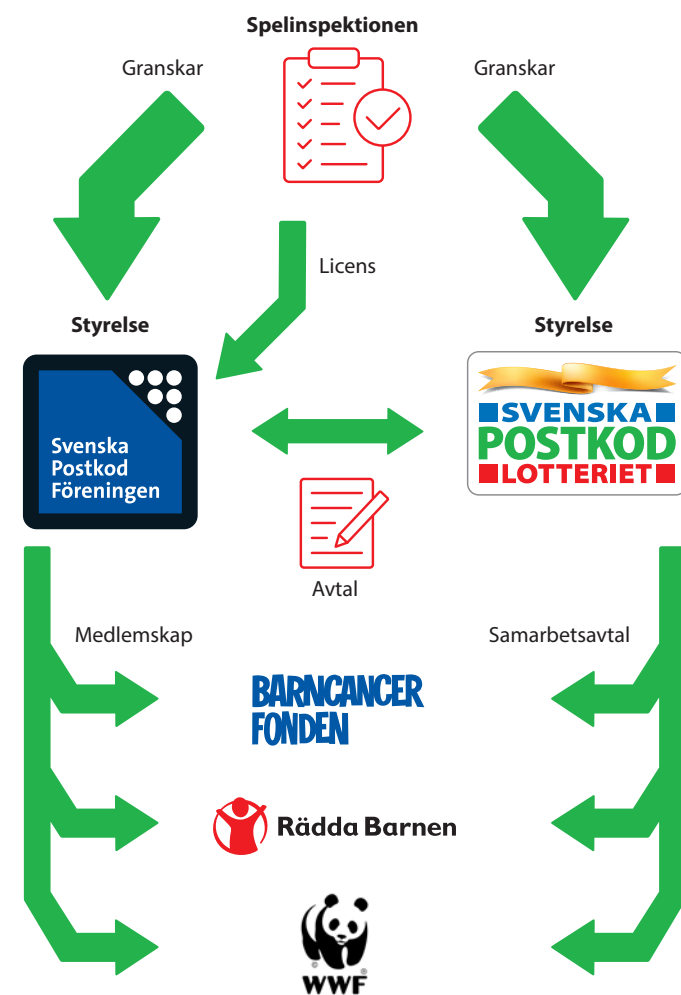 Spelinspektionen
Granskar
Granskar
Licens
Styrelse
Styrelse
Svenska
Postkod
Föreningen
SVENSKA
POSTKOD
LOTTERIET
Avtal
Medlemskap
Samarbetsavtal
BARNCANCER
FONDEN
Rädda Barnen
WWF